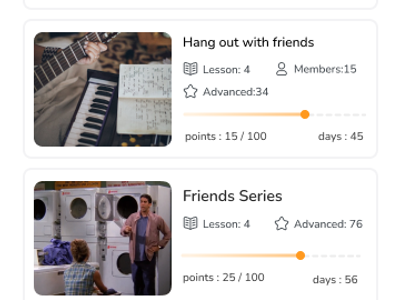 Hang out with friends
Lesson: 4 Members:15
Advanced:34
points : 15 / 100 days : 45
Friends Series
Lesson: 4 Advanced: 76
points : 25 / 100 days : 56